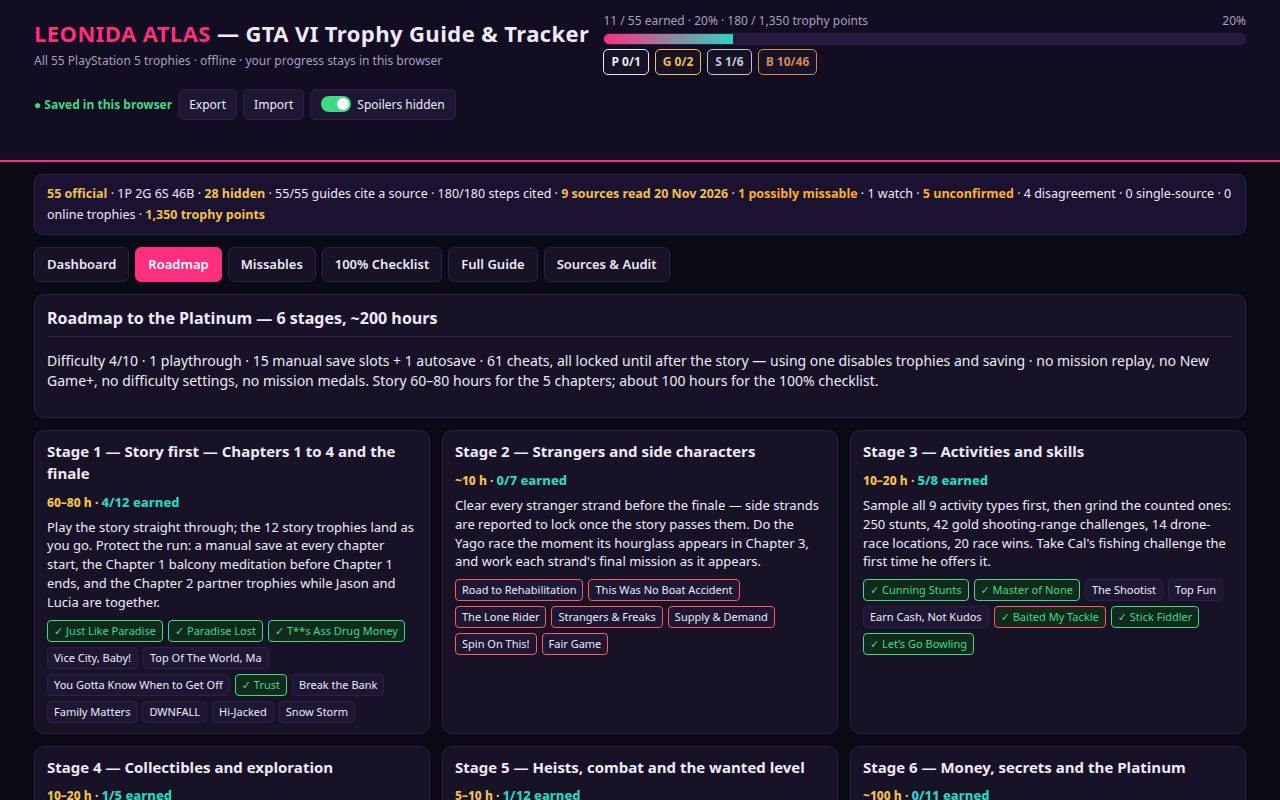 LEONIDA ATLAS — GTA VI Trophy Guide & Tracker
All 55 PlayStation 5 trophies · offline · your progress stays in this browser
11 / 55 earned · 20% · 180 / 1,350 trophy points
20%
P 0/1 G 0/2 S 1/6 B 10/46
● Saved in this browser Export Import Spoilers hidden
55 official · 1P 2G 6S 46B · 28 hidden · 55/55 guides cite a source · 180/180 steps cited · 9 sources read 20 Nov 2026 · 1 possibly missable · 1 watch · 5 unconfirmed · 4 disagreement · 0 single-source · 0
online trophies · 1,350 trophy points
Dashboard Roadmap Missables 100% Checklist Full Guide Sources & Audit
Roadmap to the Platinum — 6 stages, ~200 hours
Difficulty 4/10 · 1 playthrough · 15 manual save slots + 1 autosave · 61 cheats, all locked until after the story — using one disables trophies and saving · no mission replay, no New
Game+, no difficulty settings, no mission medals. Story 60–80 hours for the 5 chapters; about 100 hours for the 100% checklist.
Stage 1 — Story first — Chapters 1 to 4 and the
finale
60–80 h · 4/12 earned
Play the story straight through; the 12 story trophies land as
you go. Protect the run: a manual save at every chapter
start, the Chapter 1 balcony meditation before Chapter 1
ends, and the Chapter 2 partner trophies while Jason and
Lucia are together.
✓ Just Like Paradise ✓ Paradise Lost ✓ T**s Ass Drug Money
Vice City, Baby! Top Of The World, Ma
You Gotta Know When to Get Off ✓ Trust Break the Bank
Family Matters DWNFALL Hi-Jacked Snow Storm
Stage 2 — Strangers and side characters
~10 h · 0/7 earned
Clear every stranger strand before the finale — side strands
are reported to lock once the story passes them. Do the
Yago race the moment its hourglass appears in Chapter 3,
and work each strand's final mission as it appears.
Road to Rehabilitation This Was No Boat Accident
The Lone Rider Strangers & Freaks Supply & Demand
Spin On This! Fair Game
Stage 3 — Activities and skills
10–20 h · 5/8 earned
Sample all 9 activity types first, then grind the counted ones:
250 stunts, 42 gold shooting-range challenges, 14 drone-
race locations, 20 race wins. Take Cal's fishing challenge the
first time he offers it.
✓ Cunning Stunts ✓ Master of None The Shootist Top Fun
Earn Cash, Not Kudos ✓ Baited My Tackle ✓ Stick Fiddler
✓ Let's Go Bowling
Stage 4 — Collectibles and exploration
10–20 h · 1/5 earned
Stage 5 — Heists, combat and the wanted level
5–10 h · 1/12 earned
Stage 6 — Money, secrets and the Platinum
~100 h · 0/11 earned